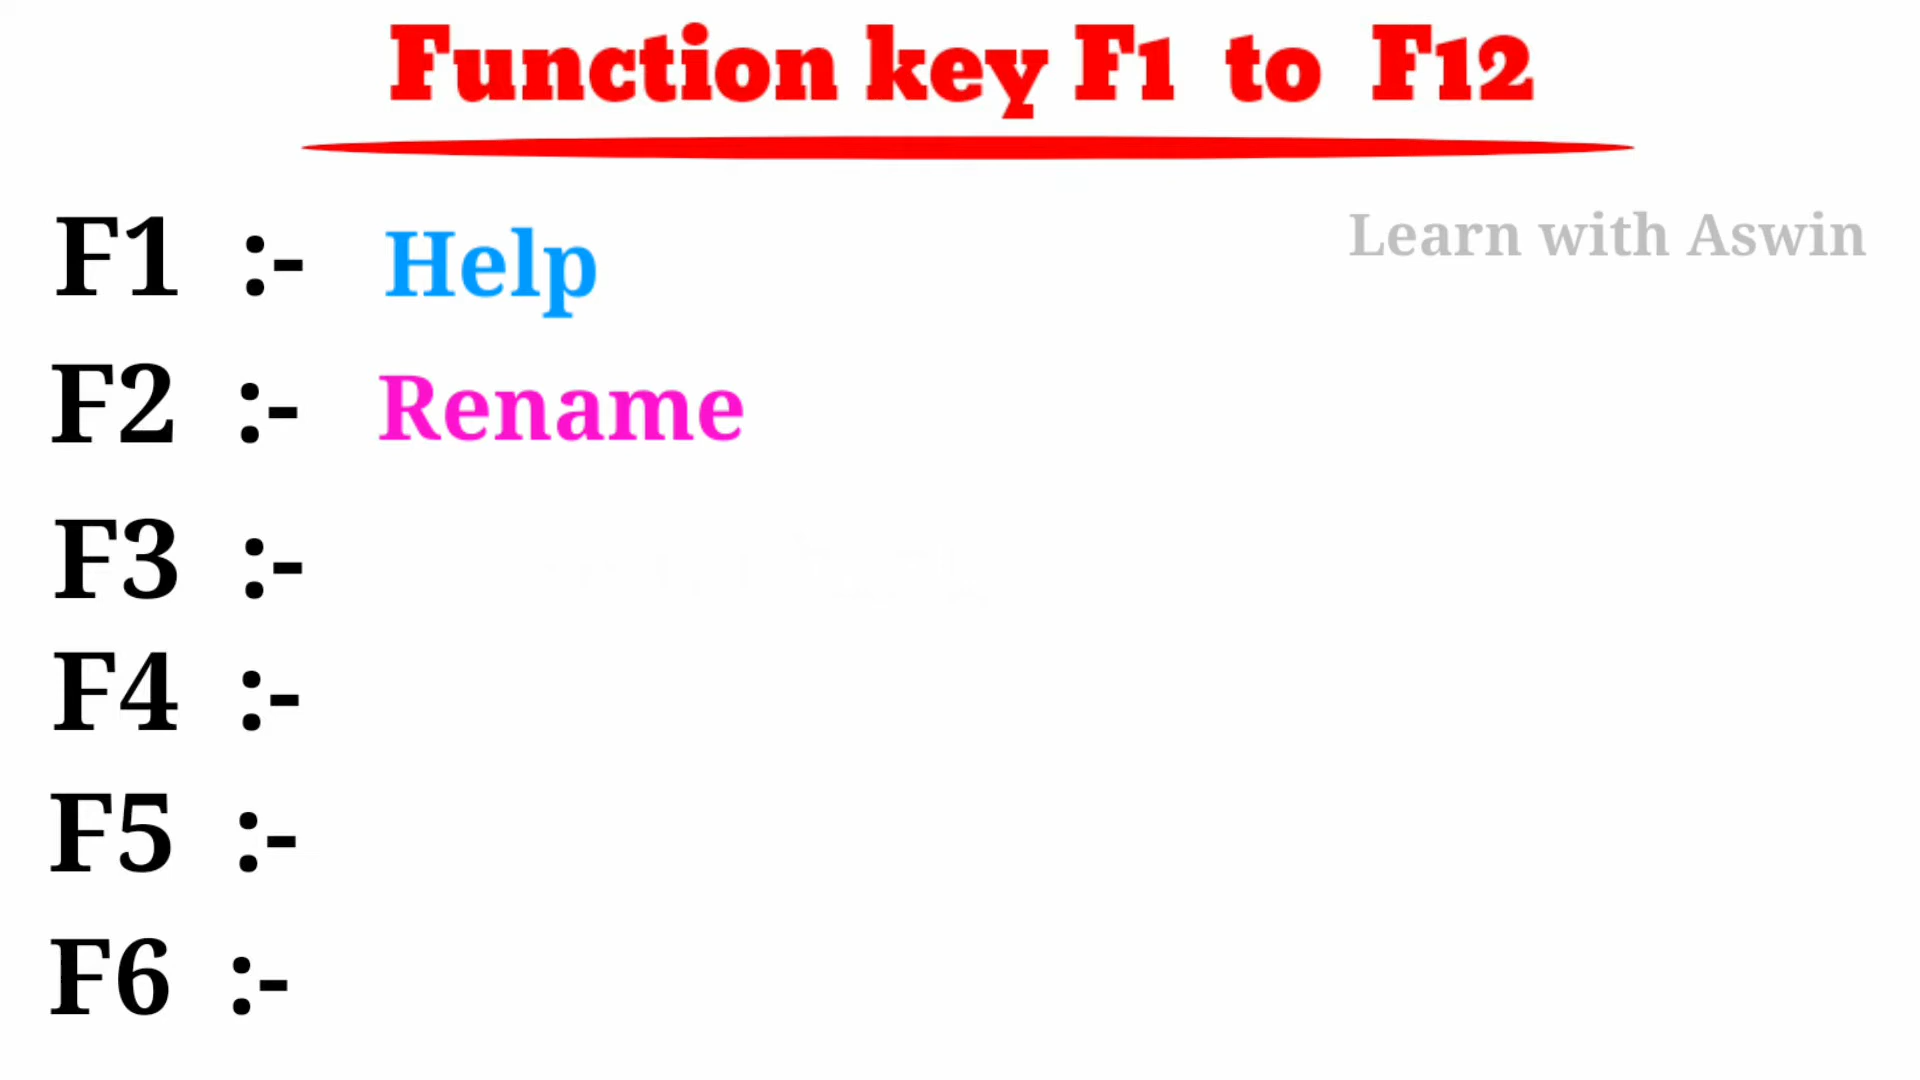 Function key F1 to F12
Learn with Aswin
F1 :- Help
F2 :- Rename
F3 :-
F4 :-
F5 :-
F6 :-